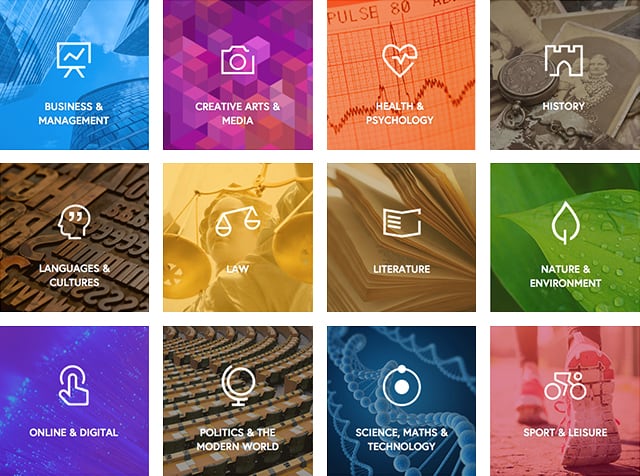 BUSINESS &
MANAGEMENT
CREATIVE ARTS &
MEDIA
PULSE 80
HEALTH &
PSYCHOLOGY
HISTORY
LANGUAGES &
CULTURES
LAW
LITERATURE
NATURE &
ENVIRONMENT
ONLINE & DIGITAL
POLITICS & THE
MODERN WORLD
SCIENCE, MATHS &
TECHNOLOGY
SPORT & LEISURE